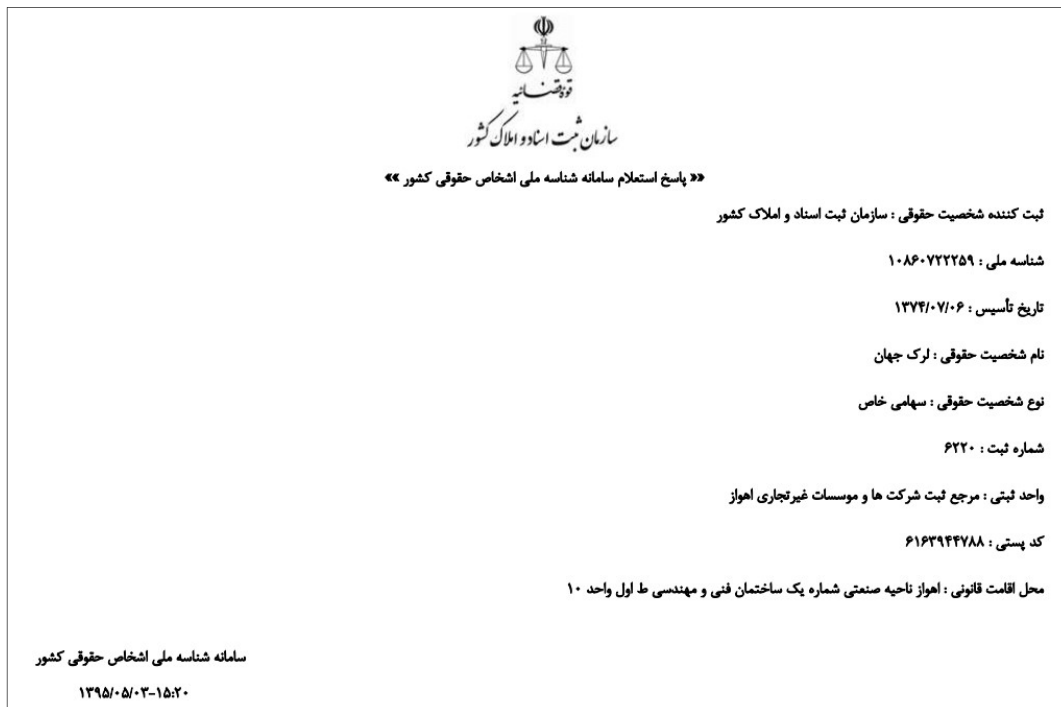 قوه قضائیه
سازمان ثبت اسناد و املاک کشور
«« پاسخ استعلام سامانه شناسه ملی اشخاص حقوقی کشور »»
ثبت کننده شخصیت حقوقی : سازمان ثبت اسناد و املاک کشور
شناسه ملی : ۱۰۸۶۰۷۲۲۲۵۹
تاریخ تأسیس : ۱۳۷۴/۰۷/۰۶
نام شخصیت حقوقی : لرک جهان
نوع شخصیت حقوقی : سهامی خاص
شماره ثبت : ۶۲۲۰
واحد ثبتی : مرجع ثبت شرکت ها و موسسات غیرتجاری اهواز
کد پستی : ۶۱۶۳۹۴۴۷۸۸
محل اقامت قانونی : اهواز ناحیه صنعتی شماره یک ساختمان فنی و مهندسی ط اول واحد ۱۰
سامانه شناسه ملی اشخاص حقوقی کشور
۱۳۹۵/۰۵/۰۳-۱۵:۲۰